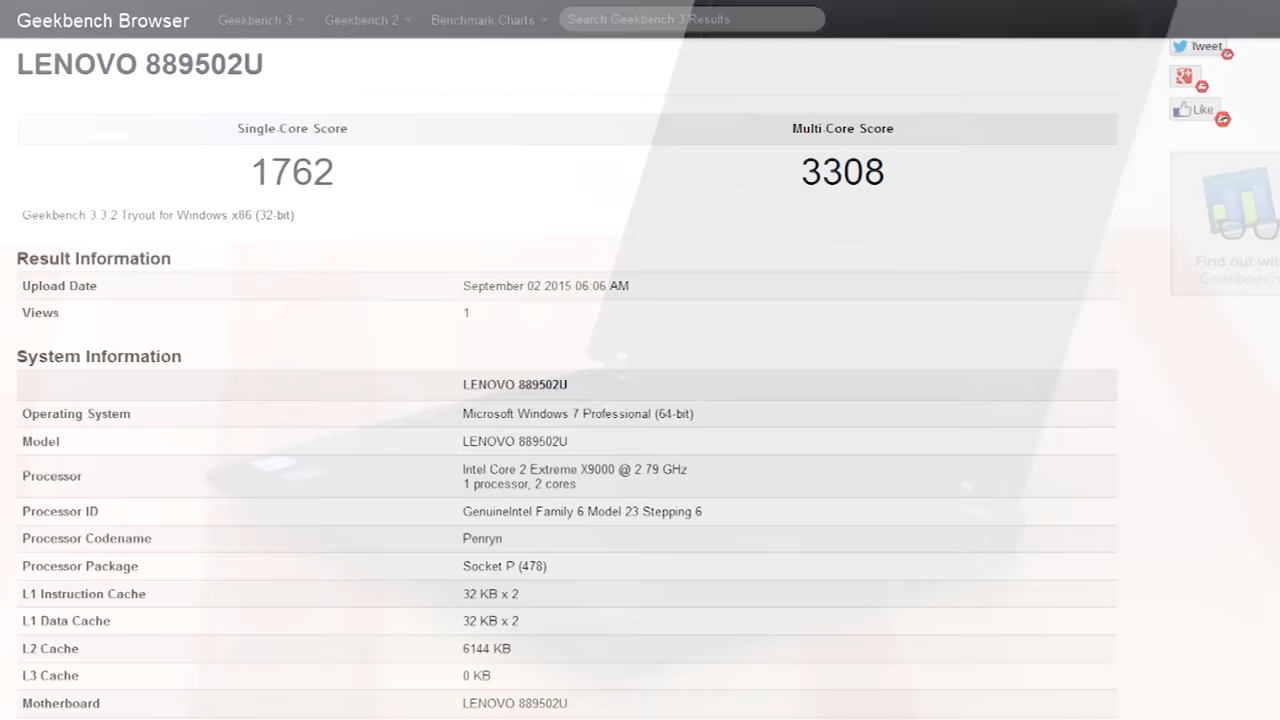 Geekbench Browser
Geekbench 3
Geekbench 2
Benchmark Charts
Search Geekbench 3 Results
LENOVO 889502U
Tweet
Like
Single-Core Score
Multi-Core Score
1762
3308
Geekbench 3.3.2 Tryout for Windows x86 (32-bit)
Find out wit
Geekbench
Result Information
Upload Date September 02 2015 06:06 AM
Views 1
System Information
LENOVO 889502U
Operating System Microsoft Windows 7 Professional (64-bit)
Model LENOVO 889502U
Processor Intel Core 2 Extreme X9000 @ 2.79 GHz
1 processor, 2 cores
Processor ID GenuineIntel Family 6 Model 23 Stepping 6
Processor Codename Penryn
Processor Package Socket P (478)
L1 Instruction Cache 32 KB x 2
L1 Data Cache 32 KB x 2
L2 Cache 6144 KB
L3 Cache 0 KB
Motherboard LENOVO 889502U